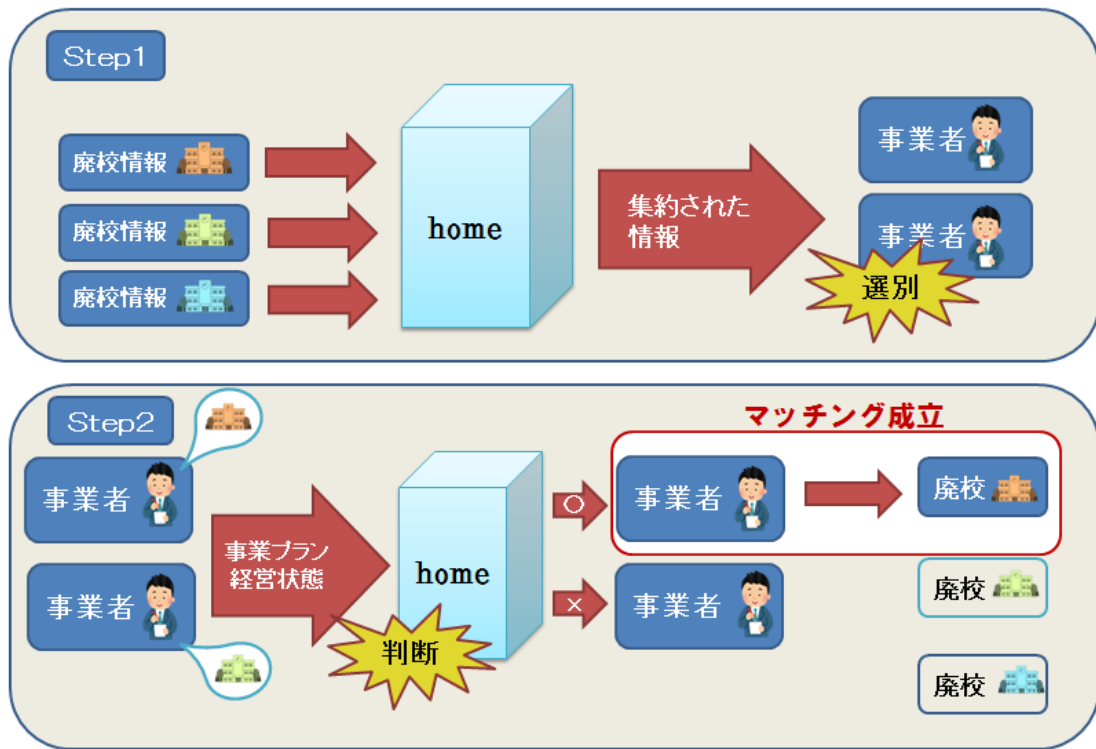 Step1
廃校情報
廃校情報
廃校情報
home
集約された
情報
事業者
事業者
選別
Step2
事業者
事業者
事業プラン
経営状態
home
判断
マッチング成立
○
事業者
廃校
×
事業者
廃校
廃校